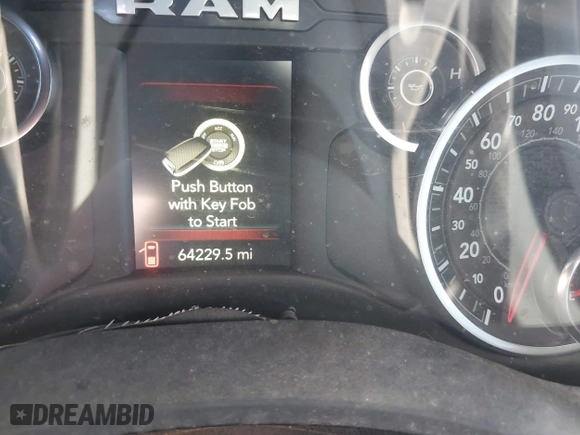 RAM
Push Button
with Key Fob
to Start
64229.5 mi
H
0
10
20
30
40
50
60
70
80
90
120
140
DREAMBID